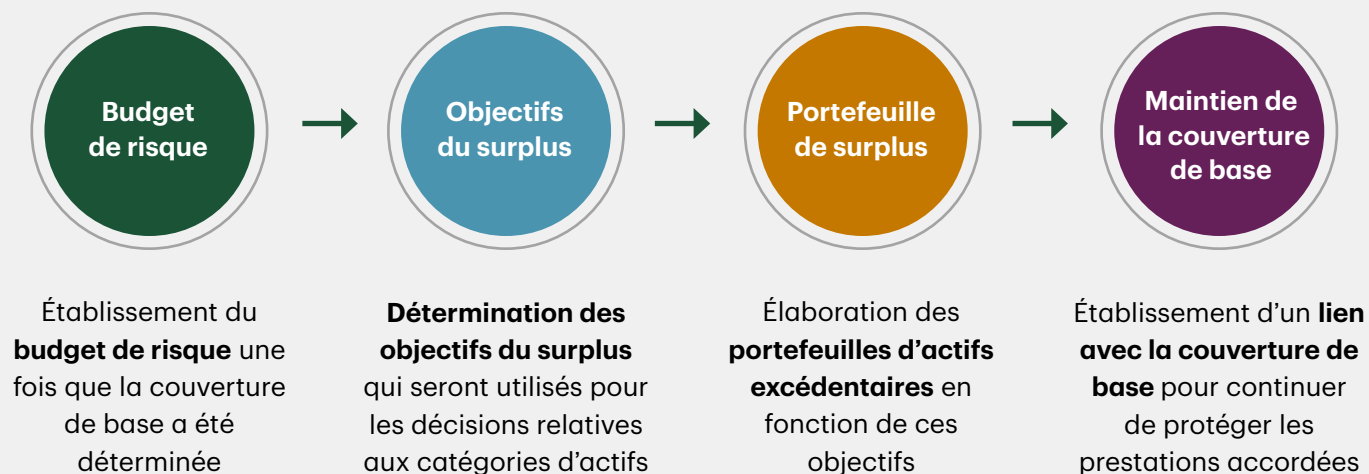 Budget
de risque
Objectifs
du surplus
Portefeuille
de surplus
Maintien de
la couverture
de base
Établissement du
budget de risque une
fois que la couverture
de base a été
déterminée
Détermination des
objectifs du surplus
qui seront utilisés pour
les décisions relatives
aux catégories d'actifs
Élaboration des
portefeuilles d'actifs
excédentaires en
fonction de ces
objectifs
Établissement d'un lien
avec la couverture de
base pour continuer
de protéger les
prestations accordées